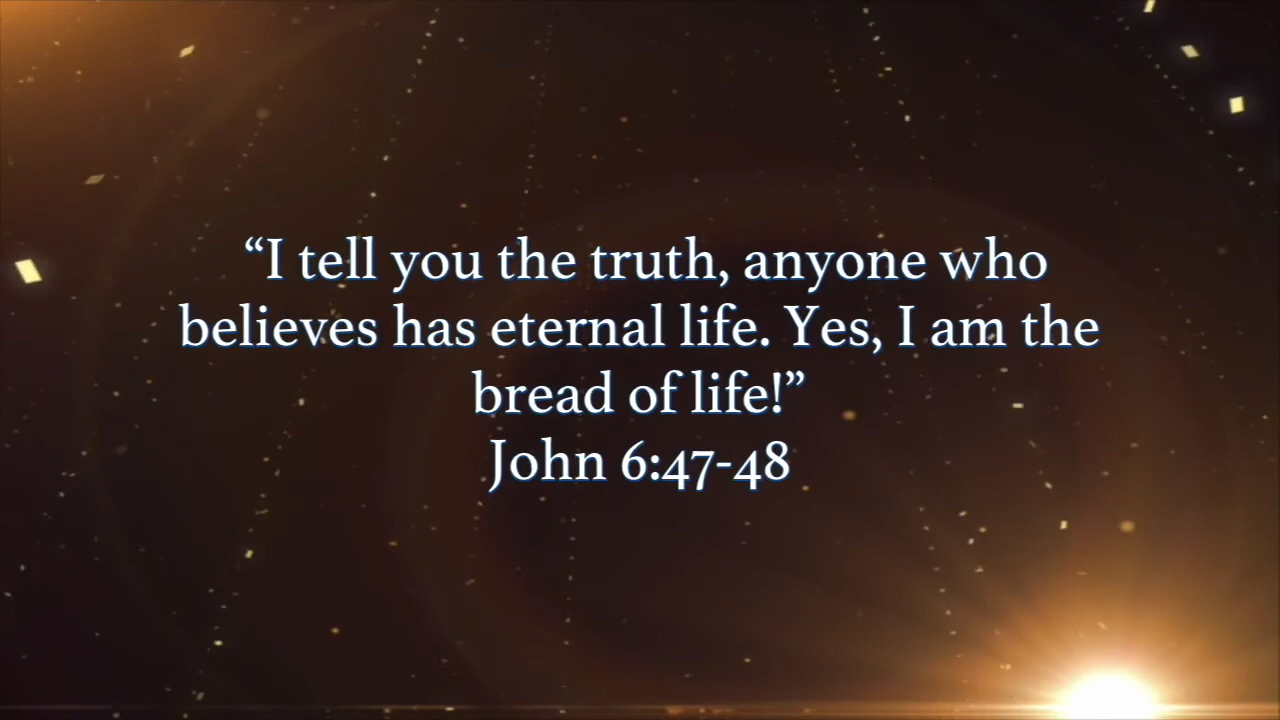 “I tell you the truth, anyone who
believes has eternal life. Yes, I am the
bread of life!”
John 6:47-48